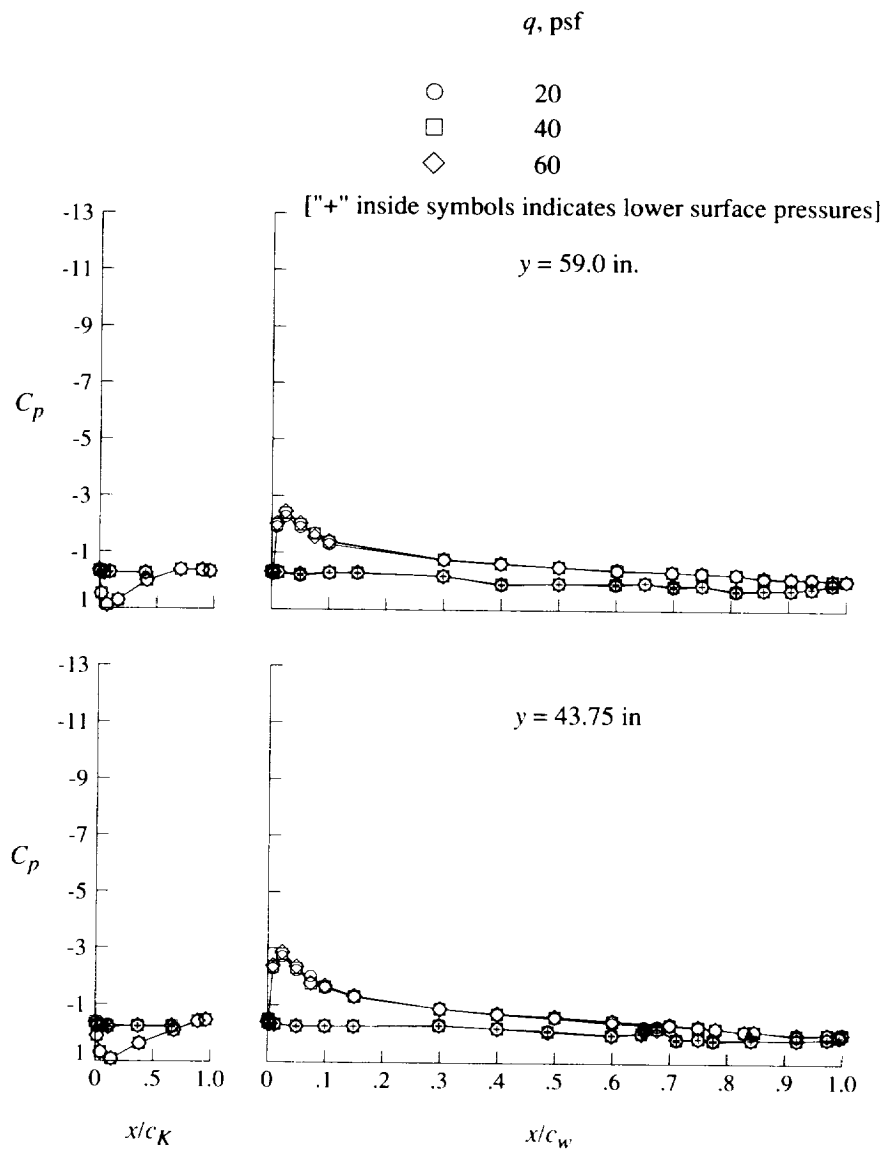 q, psf
20
40
60
["+" inside symbols indicates lower surface pressures]
y = 59.0 in.
-13
-11
-9
-7
-5
-3
-1
1
C_p
y = 43.75 in
-13
-11
-9
-7
-5
-3
-1
1
C_p
0 .5 1.0
0 .1 .2 .3 .4 .5 .6 .7 .8 .9 1.0
x/c_K
x/c_w